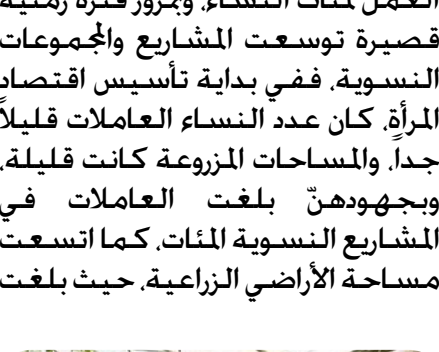 العمل لمئات النساء، وبمرور فترة زمنية
قصيرة توسعت المشاريع والمجموعات
النسوية، ففي بداية تأسيس اقتصاد
المرأة، كان عدد النساء العاملات قليلاً
جداً، والمساحات المزروعة كانت قليلة،
وبجهودهنّ بلغت العاملات في
المشاريع النسوية المئات، كما اتسعت
مساحة الأراضي الزراعية، حيث بلغت